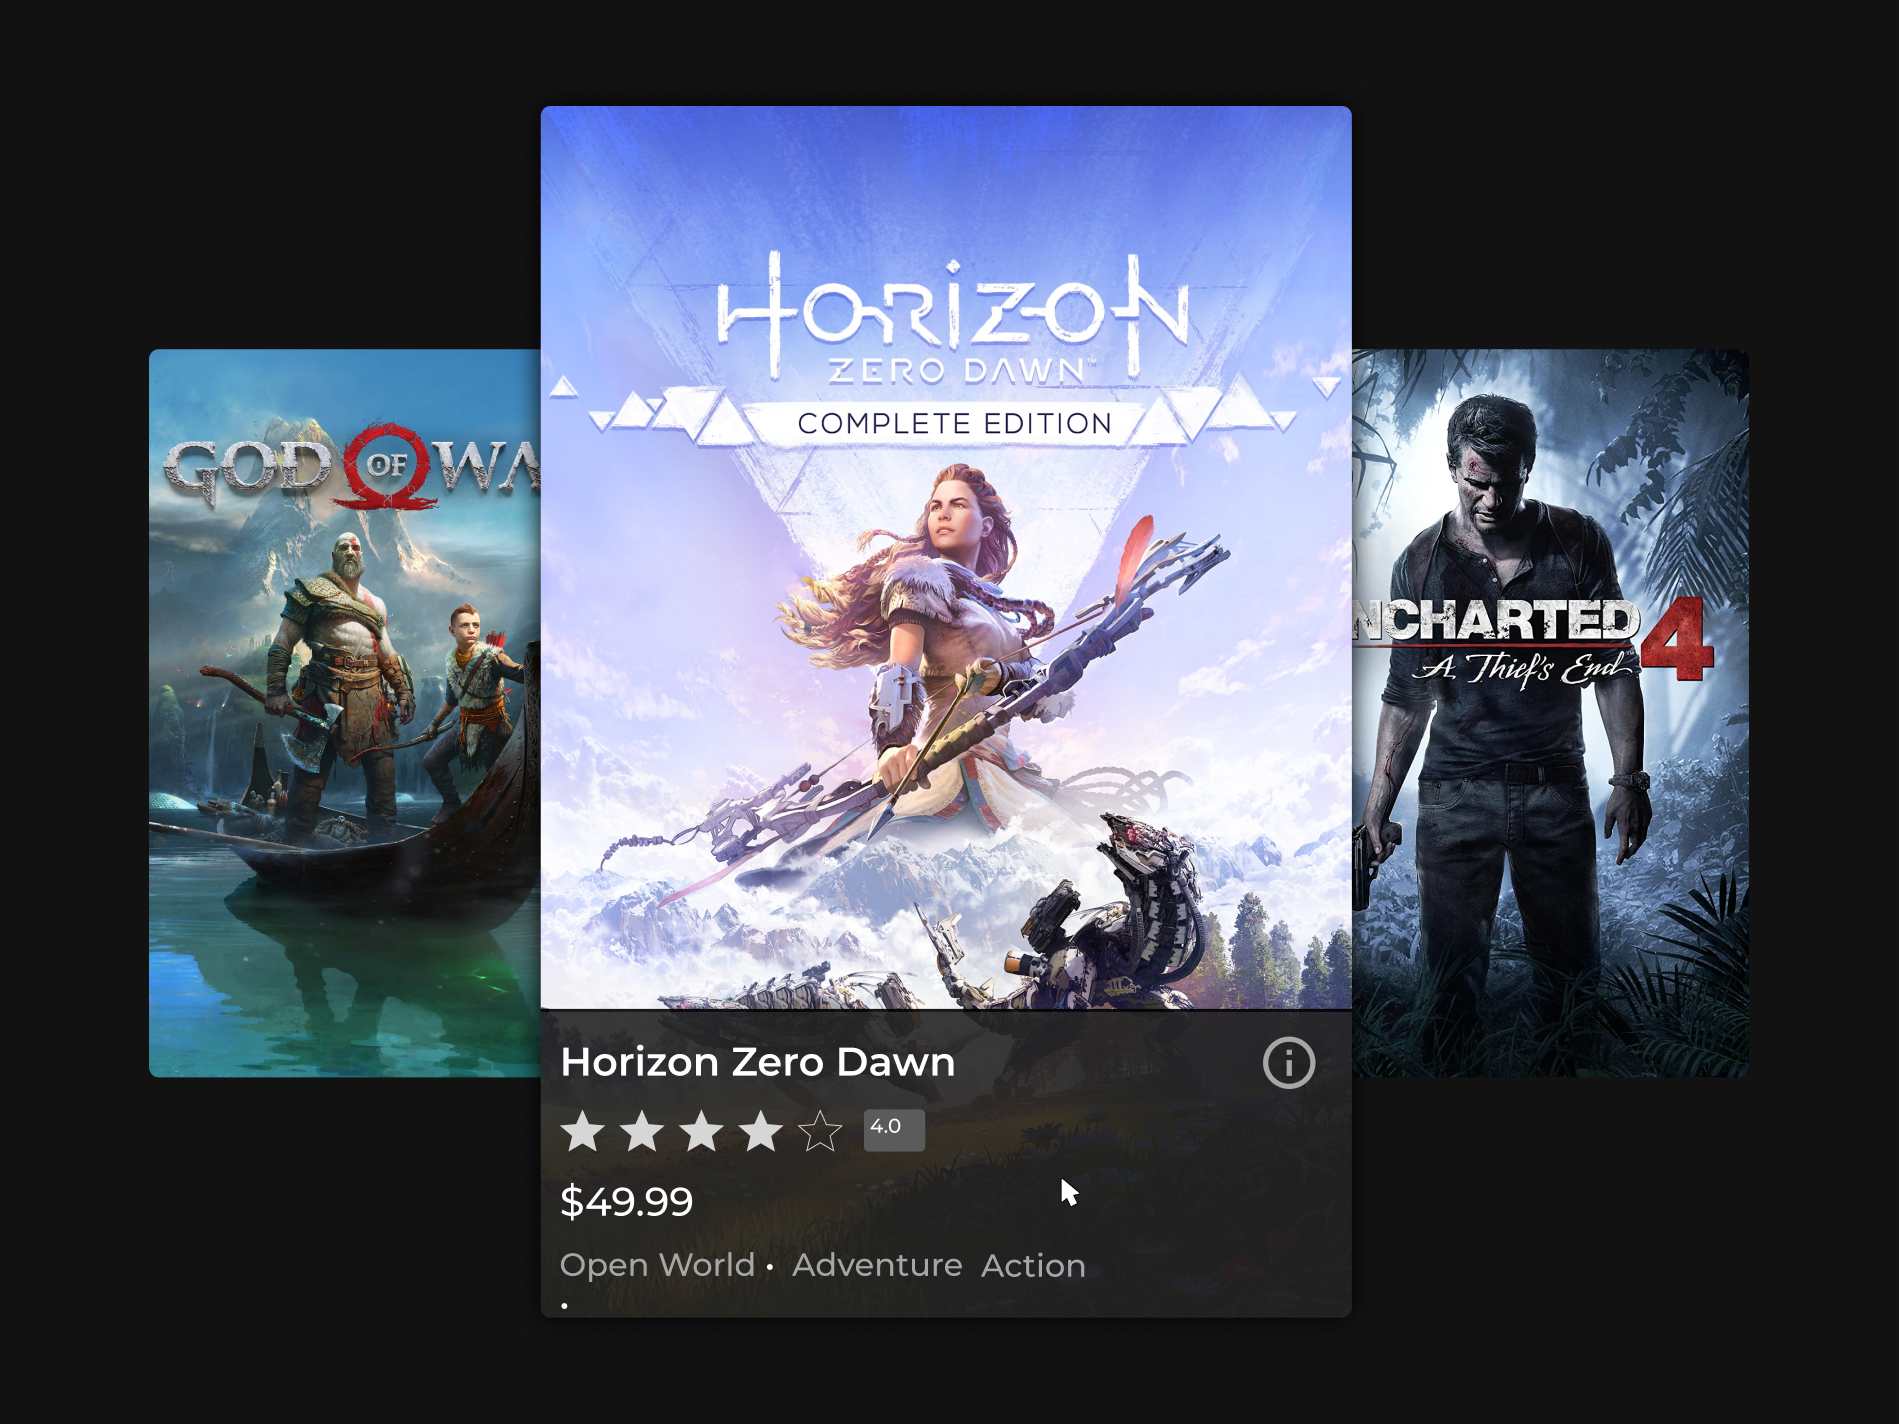 HORIZON
ZERO DAWN™
COMPLETE EDITION
GOD OF WA
NCHARTED 4
A Thief's End™
Horizon Zero Dawn
4.0
$49.99
Open World • Adventure Action
•